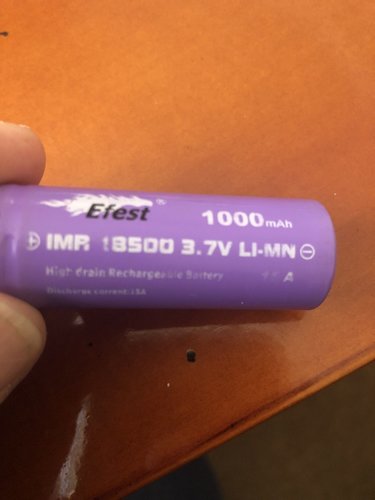 Efest®
1000mAh
⊕ IMR 18500 3.7V LI-MN ⊖
High drain Rechargeable Battery
Discharge current:15A